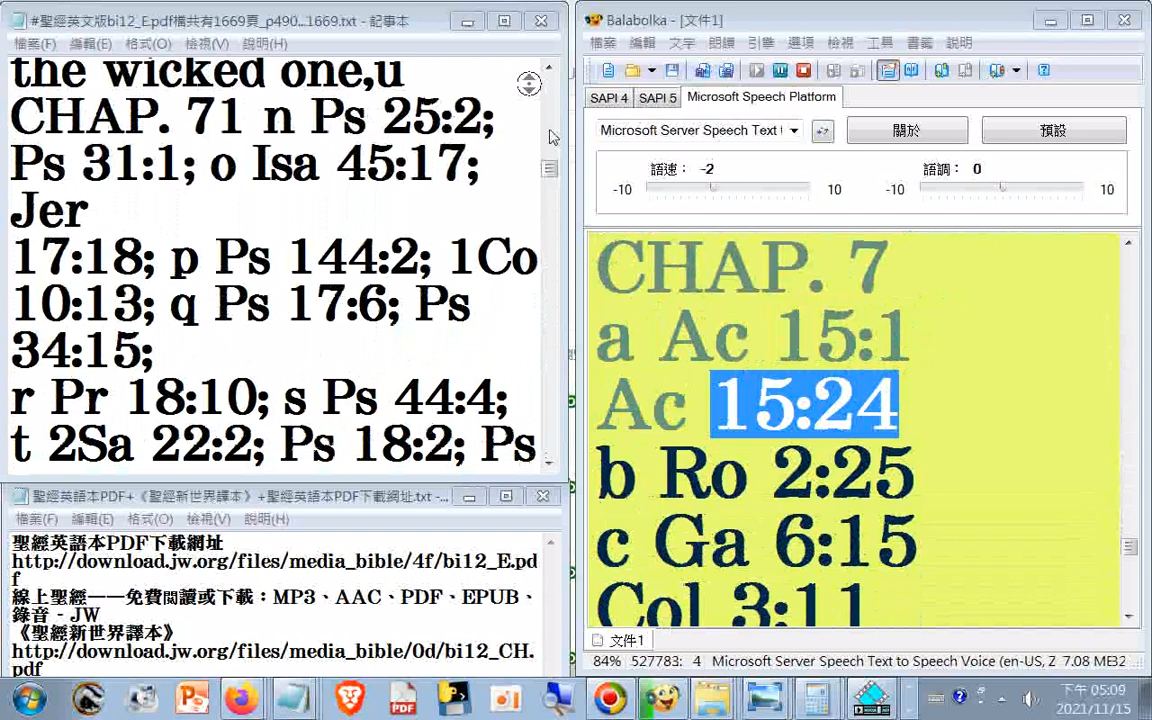 #聖經英文版bi12_E.pdf檔共有1669頁_p490...1669.txt - 記事本
檔案(F) 編輯(E) 格式(O) 檢視(V) 說明(H)
the wicked one,u
CHAP. 71 n Ps 25:2;
Ps 31:1; o Isa 45:17;
Jer
17:18; p Ps 144:2; 1Co
10:13; q Ps 17:6; Ps
34:15;
r Pr 18:10; s Ps 44:4;
t 2Sa 22:2; Ps 18:2; Ps
聖經英語本PDF+《聖經新世界譯本》+聖經英語本PDF下載網址.txt - ...
檔案(F) 編輯(E) 格式(O) 檢視(V) 說明(H)
聖經英語本PDF下載網址
http://download.jw.org/files/media_bible/4f/bi12_E.pd
f
線上聖經——免費閱讀或下載：MP3、AAC、PDF、EPUB、
錄音 - JW
《聖經新世界譯本》
http://download.jw.org/files/media_bible/0d/bi12_CH.
pdf
Balabolka - [文件1]
檔案 編輯 文字 朗讀 引擎 選項 檢視 工具 書籤 說明
SAPI 4 SAPI 5 Microsoft Speech Platform
Microsoft Server Speech Text 關於 預設
語速： -2 語調： 0
-10 10 -10 10
CHAP. 7
a Ac 15:1
Ac 15:24
b Ro 2:25
c Ga 6:15
Col 3:11
文件1
84% 527783: 4 Microsoft Server Speech Text to Speech Voice (en-US, Z 7.08 MB
下午 05:09
2021/11/15